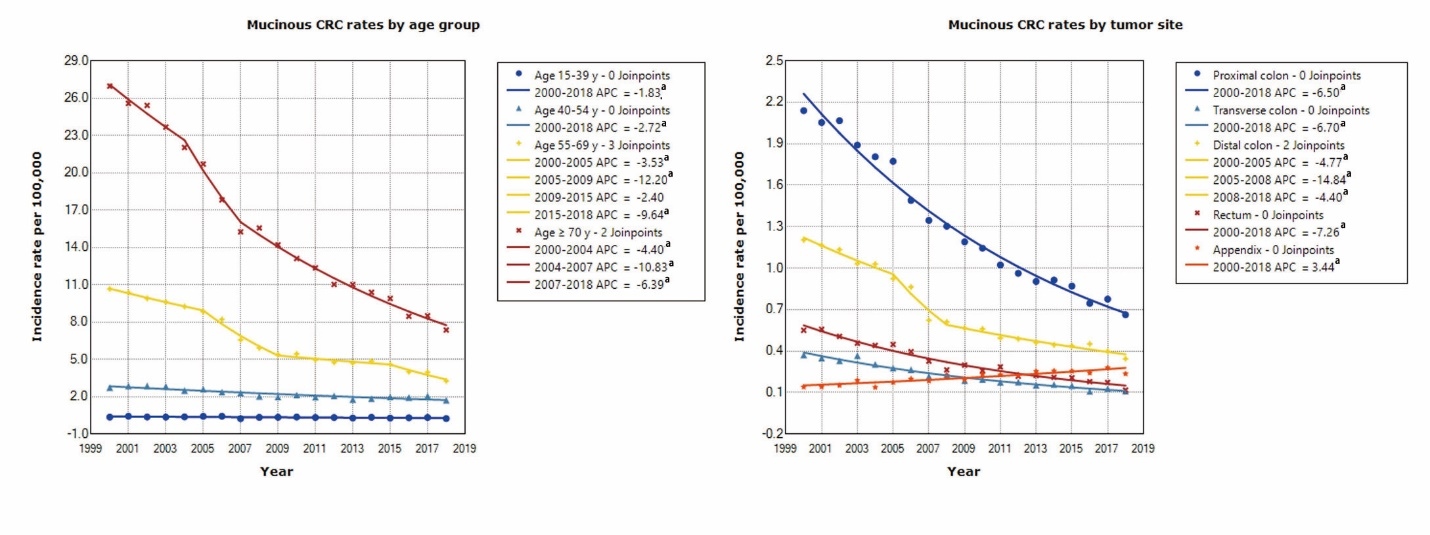 Mucinous CRC rates by age group
Incidence rate per 100,000
29.0
26.0
23.0
20.0
17.0
14.0
11.0
8.0
5.0
2.0
-1.0
1999 2001 2003 2005 2007 2009 2011 2013 2015 2017 2019
Year
Age 15-39 y - 0 Joinpoints
2000-2018 APC = -1.83a
Age 40-54 y - 0 Joinpoints
2000-2018 APC = -2.72a
Age 55-69 y - 3 Joinpoints
2000-2005 APC = -3.53a
2005-2009 APC = -12.20a
2009-2015 APC = -2.40
2015-2018 APC = -9.64a
Age ≥ 70 y - 2 Joinpoints
2000-2004 APC = -4.40a
2004-2007 APC = -10.83a
2007-2018 APC = -6.39a
Mucinous CRC rates by tumor site
Incidence rate per 100,000
2.5
2.2
1.9
1.6
1.3
1.0
0.7
0.4
0.1
-0.2
1999 2001 2003 2005 2007 2009 2011 2013 2015 2017 2019
Year
Proximal colon - 0 Joinpoints
2000-2018 APC = -6.50a
Transverse colon - 0 Joinpoints
2000-2018 APC = -6.70a
Distal colon - 2 Joinpoints
2000-2005 APC = -4.77a
2005-2008 APC = -14.84a
2008-2018 APC = -4.40a
Rectum - 0 Joinpoints
2000-2018 APC = -7.26a
Appendix - 0 Joinpoints
2000-2018 APC = 3.44a